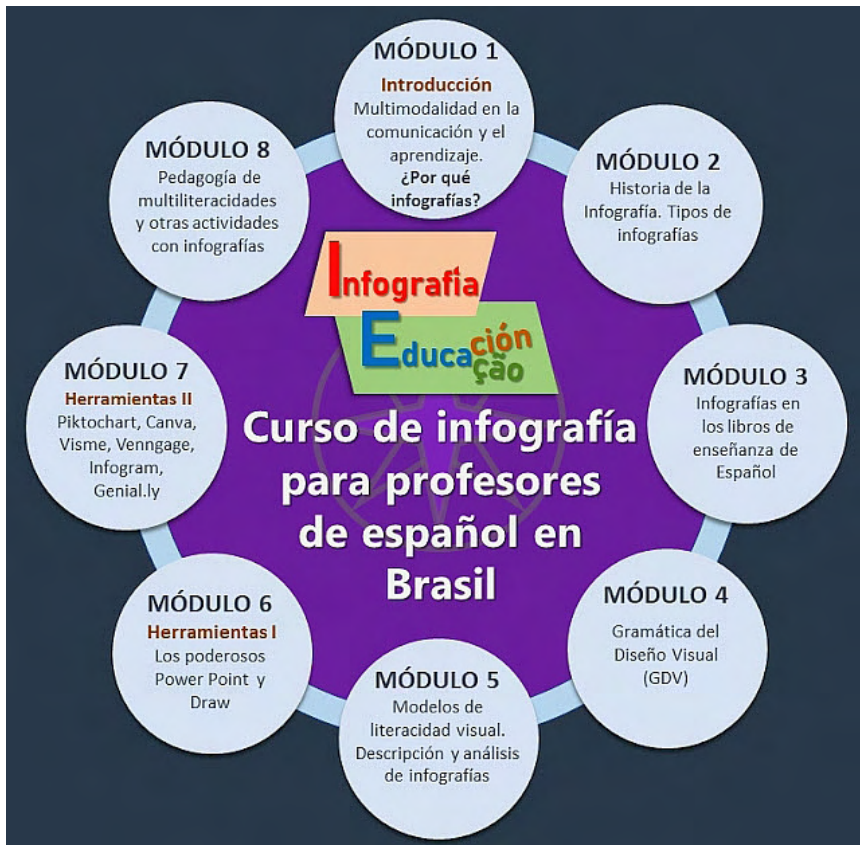 MÓDULO 1
Introducción
Multimodalidad en la
comunicación y el
aprendizaje.
¿Por qué
infografías?
MÓDULO 2
Historia de la
Infografía. Tipos de
infografías
MÓDULO 3
Infografías en
los libros de
enseñanza de
Español
MÓDULO 4
Gramática del
Diseño Visual
(GDV)
MÓDULO 5
Modelos de
literacidad visual.
Descripción y análisis
de infografías
MÓDULO 6
Herramientas I
Los poderosos
Power Point y
Draw
MÓDULO 7
Herramientas II
Piktochart, Canva,
Visme, Venngage,
Infogram,
Genial.ly
MÓDULO 8
Pedagogía de
multiliteracidades
y otras actividades
con infografías
Infografía
Educación
ção
Curso de infografía
para profesores
de español en
Brasil